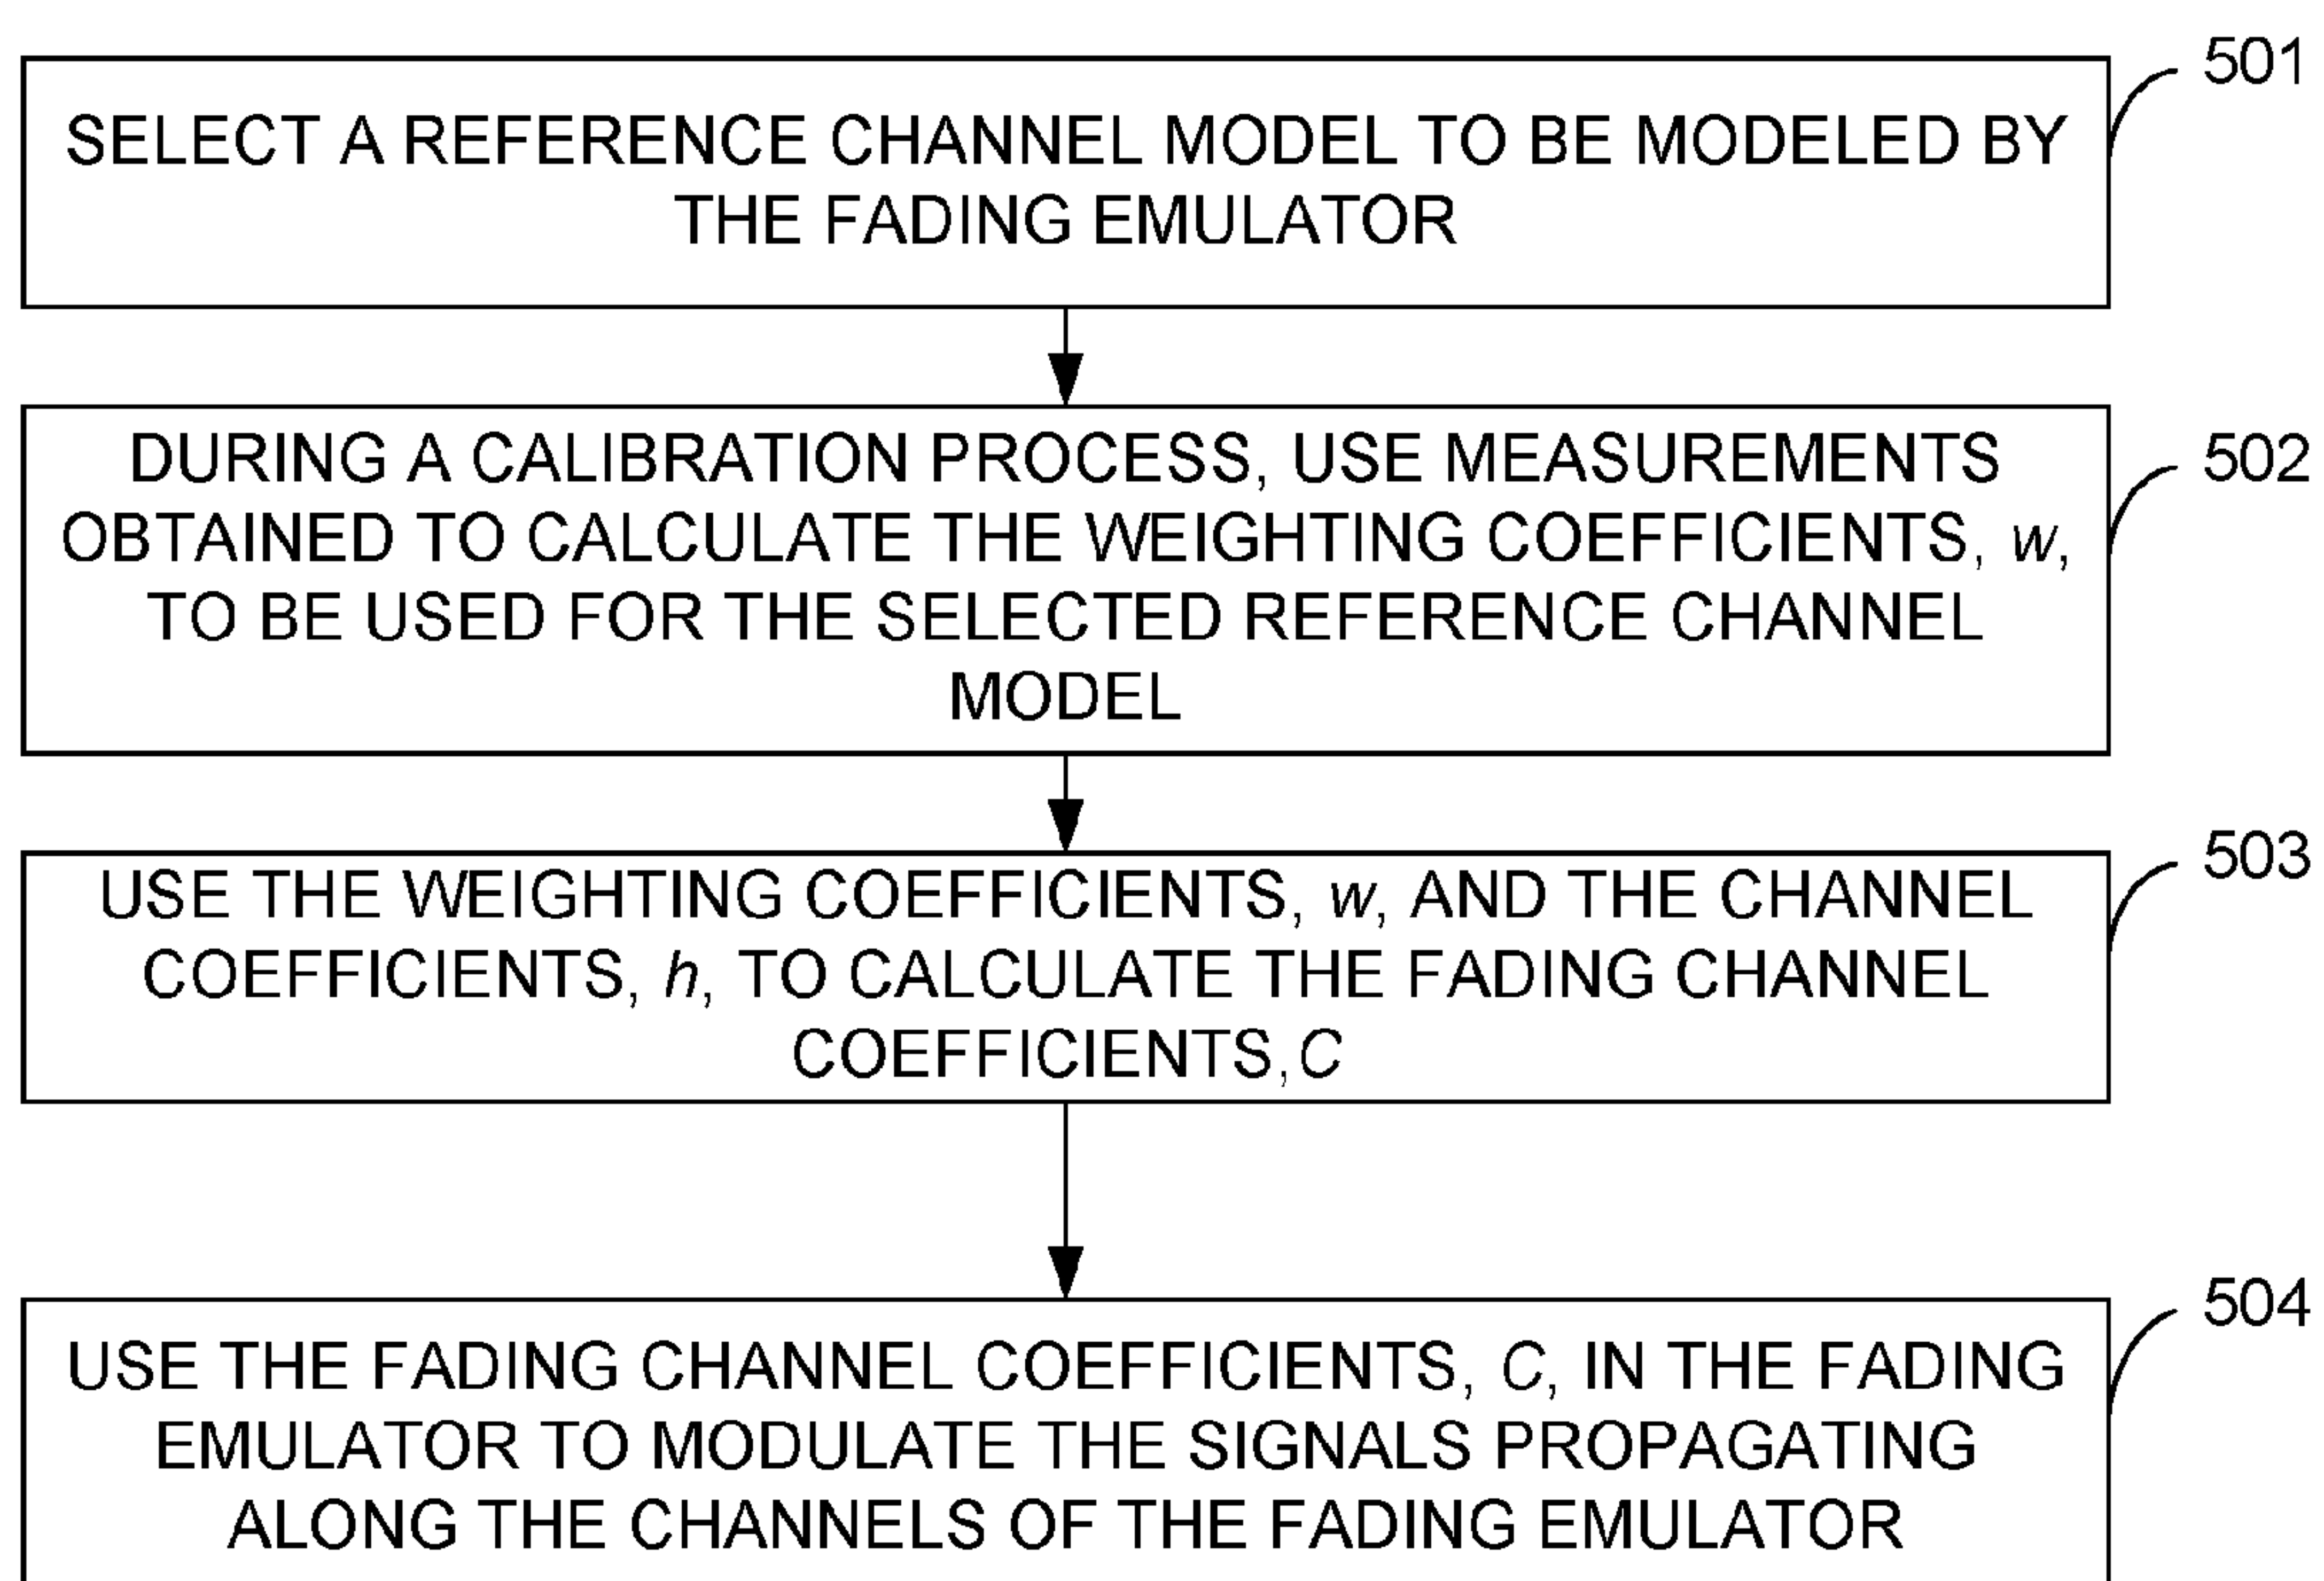 501
SELECT A REFERENCE CHANNEL MODEL TO BE MODELED BY
THE FADING EMULATOR
502
DURING A CALIBRATION PROCESS, USE MEASUREMENTS
OBTAINED TO CALCULATE THE WEIGHTING COEFFICIENTS, w,
TO BE USED FOR THE SELECTED REFERENCE CHANNEL
MODEL
503
USE THE WEIGHTING COEFFICIENTS, w, AND THE CHANNEL
COEFFICIENTS, h, TO CALCULATE THE FADING CHANNEL
COEFFICIENTS, C
504
USE THE FADING CHANNEL COEFFICIENTS, C, IN THE FADING
EMULATOR TO MODULATE THE SIGNALS PROPAGATING
ALONG THE CHANNELS OF THE FADING EMULATOR